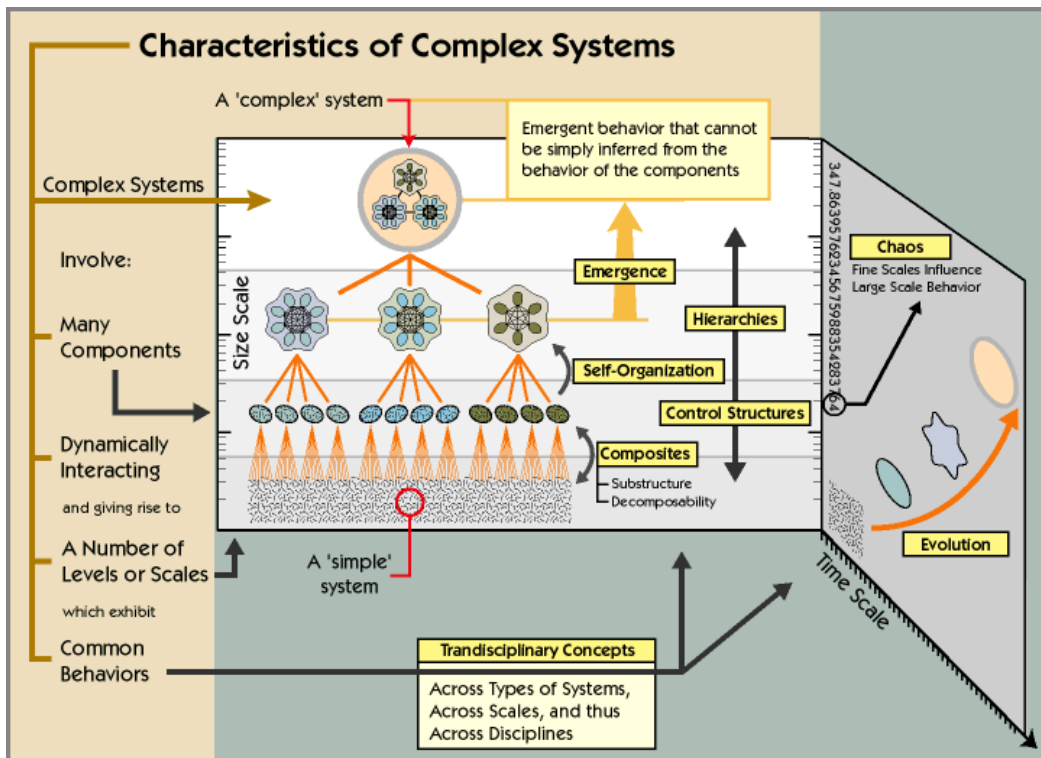 Characteristics of Complex Systems
A 'complex' system
Emergent behavior that cannot
be simply inferred from the
behavior of the components
Complex Systems
Involve:
Many
Components
Dynamically
Interacting
and giving rise to
A Number of
Levels or Scales
which exhibit
Common
Behaviors
Size Scale
Emergence
Hierarchies
Self-Organization
Control Structures
Composites
Substructure
Decomposability
A 'simple'
system
Trandisciplinary Concepts
Across Types of Systems,
Across Scales, and thus
Across Disciplines
347.86395762345675988354283764
Chaos
Fine Scales Influence
Large Scale Behavior
Evolution
Time Scale